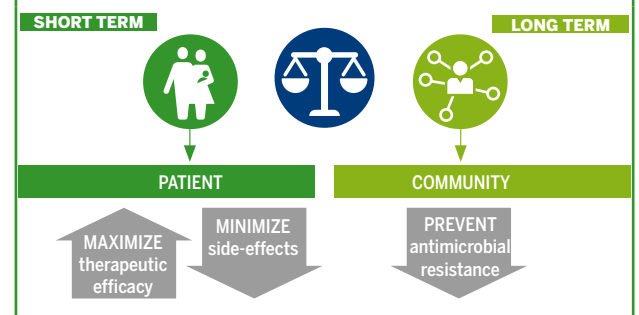 SHORT TERM
LONG TERM
PATIENT
COMMUNITY
MAXIMIZE
therapeutic
efficacy
MINIMIZE
side-effects
PREVENT
antimicrobial
resistance